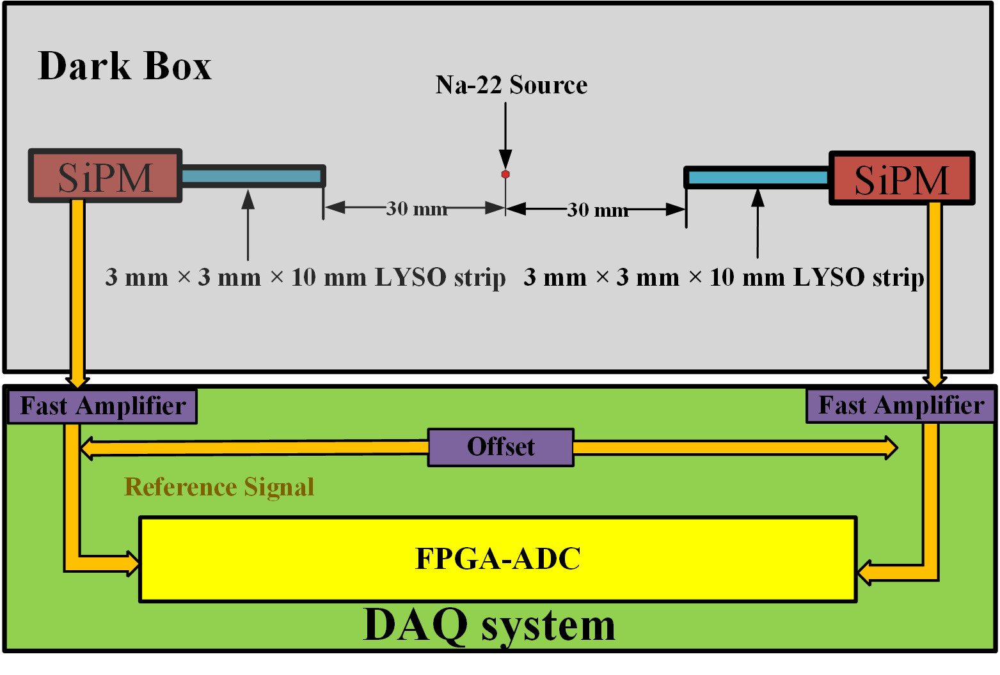 Dark Box
Na-22 Source
SiPM
SiPM
30 mm
30 mm
3 mm × 3 mm × 10 mm LYSO strip
3 mm × 3 mm × 10 mm LYSO strip
Fast Amplifier
Fast Amplifier
Offset
Reference Signal
FPGA-ADC
DAQ system